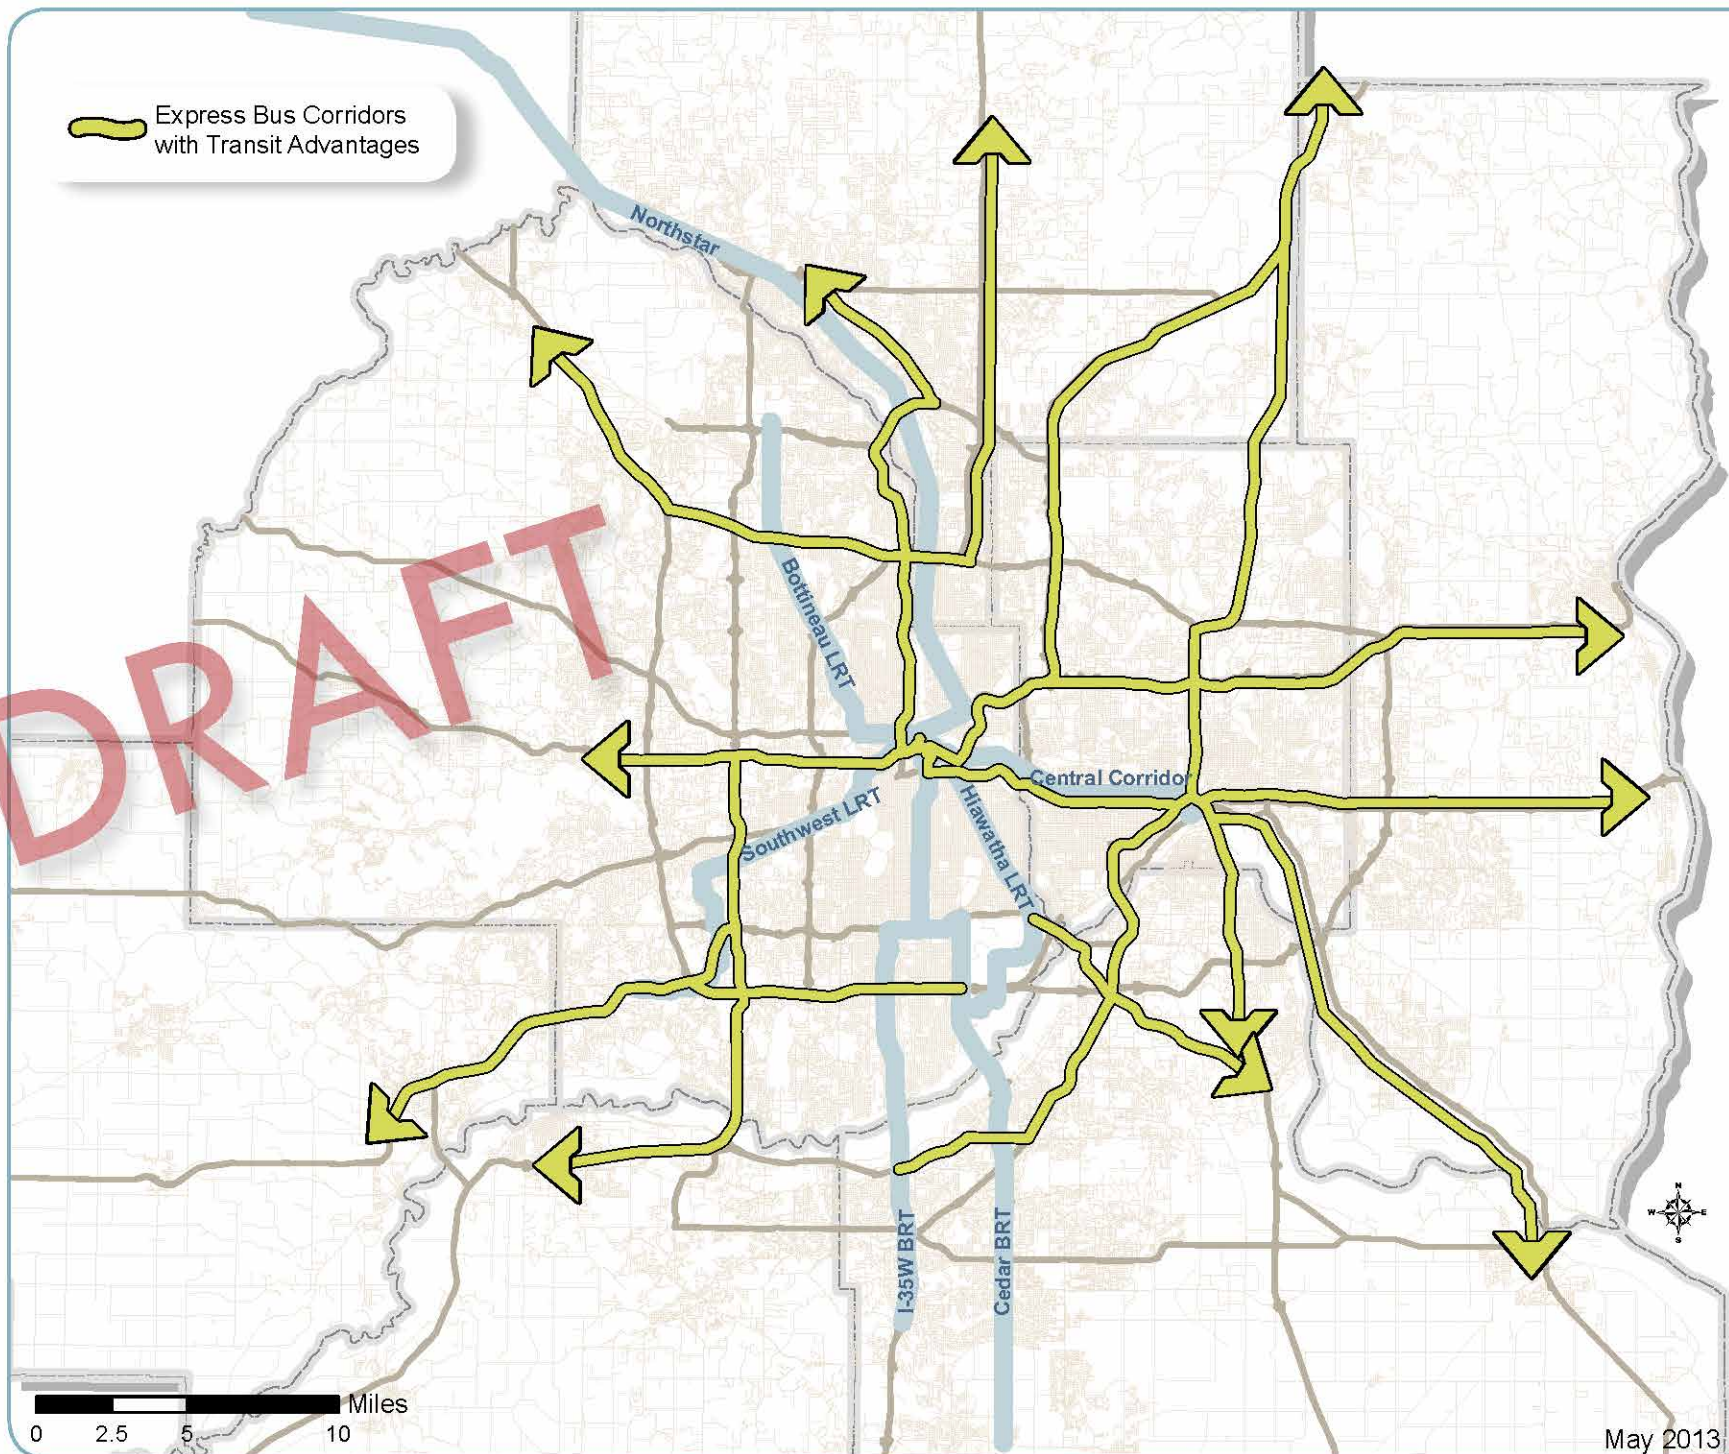 Express Bus Corridors
with Transit Advantages
Northstar
Bottineau LRT
Central Corridor
Southwest LRT
Hiawatha LRT
DRAFT
I-35W BRT
Cedar BRT
N
W E
S
Miles
0 2.5 5 10
May 2013